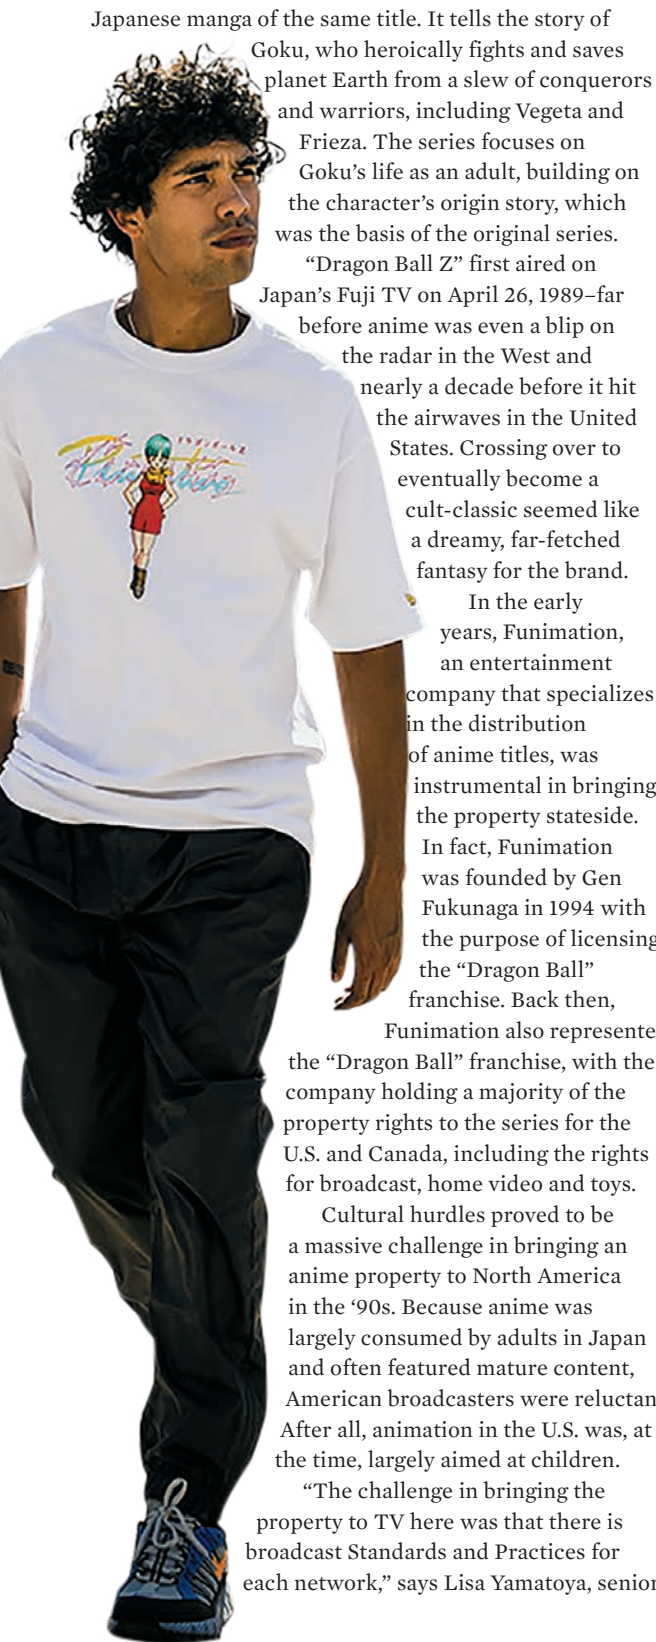 Japanese manga of the same title. It tells the story of
Goku, who heroically fights and saves
planet Earth from a slew of conquerors
and warriors, including Vegeta and
Frieza. The series focuses on
Goku’s life as an adult, building on
the character’s origin story, which
was the basis of the original series.
“Dragon Ball Z” first aired on
Japan’s Fuji TV on April 26, 1989–far
before anime was even a blip on
the radar in the West and
nearly a decade before it hit
the airwaves in the United
States. Crossing over to
eventually become a
cult-classic seemed like
a dreamy, far-fetched
fantasy for the brand.
In the early
years, Funimation,
an entertainment
company that specializes
in the distribution
of anime titles, was
instrumental in bringing
the property stateside.
In fact, Funimation
was founded by Gen
Fukunaga in 1994 with
the purpose of licensing
the “Dragon Ball”
franchise. Back then,
Funimation also represente
the “Dragon Ball” franchise, with the
company holding a majority of the
property rights to the series for the
U.S. and Canada, including the rights
for broadcast, home video and toys.
Cultural hurdles proved to be
a massive challenge in bringing an
anime property to North America
in the ‘90s. Because anime was
largely consumed by adults in Japan
and often featured mature content,
American broadcasters were reluctan
After all, animation in the U.S. was, at
the time, largely aimed at children.
“The challenge in bringing the
property to TV here was that there is
broadcast Standards and Practices for
each network,” says Lisa Yamatoya, senior